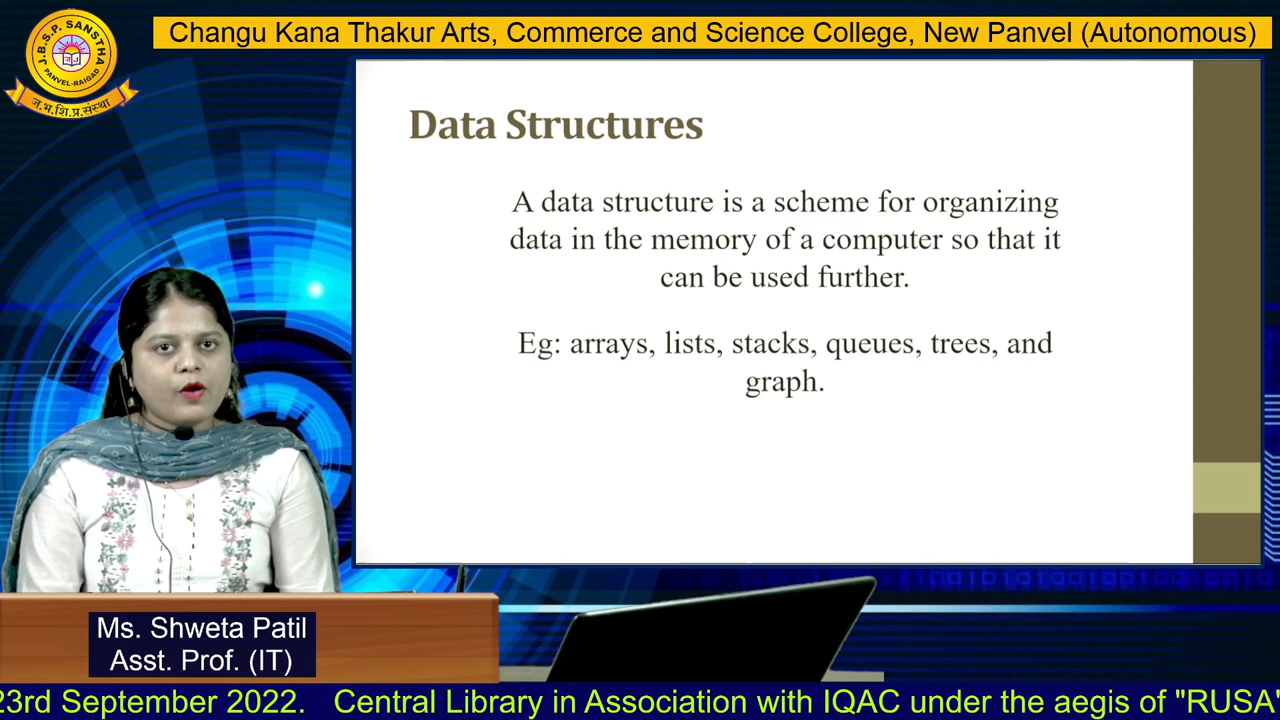 Changu Kana Thakur Arts, Commerce and Science College, New Panvel (Autonomous)
J.B.S.P. SANSTHA
PANVEL-RAIGAD
ज.भ.शि.प्र.संस्था
Data Structures
A data structure is a scheme for organizing
data in the memory of a computer so that it
can be used further.
Eg: arrays, lists, stacks, queues, trees, and
graph.
Ms. Shweta Patil
Asst. Prof. (IT)
23rd September 2022. Central Library in Association with IQAC under the aegis of "RUSA"